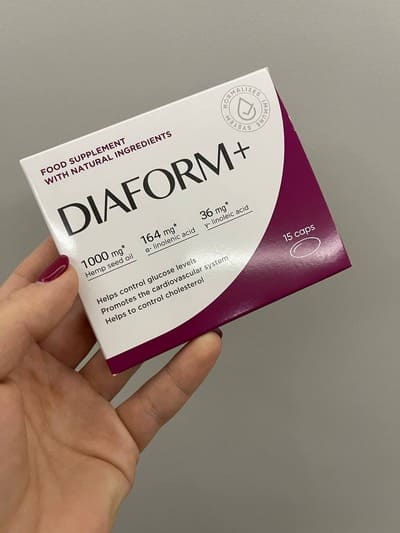 FOOD SUPPLEMENT
WITH NATURAL INGREDIENTS
NORMALIZES IMMUNE SYSTEM
DIAFORM+
1000 mg*
Hemp seed oil
164 mg*
α- linolenic acid
36 mg*
γ- linoleic acid
Helps control glucose levels
Promotes the cardiovascular system
Helps to control cholesterol
15 caps